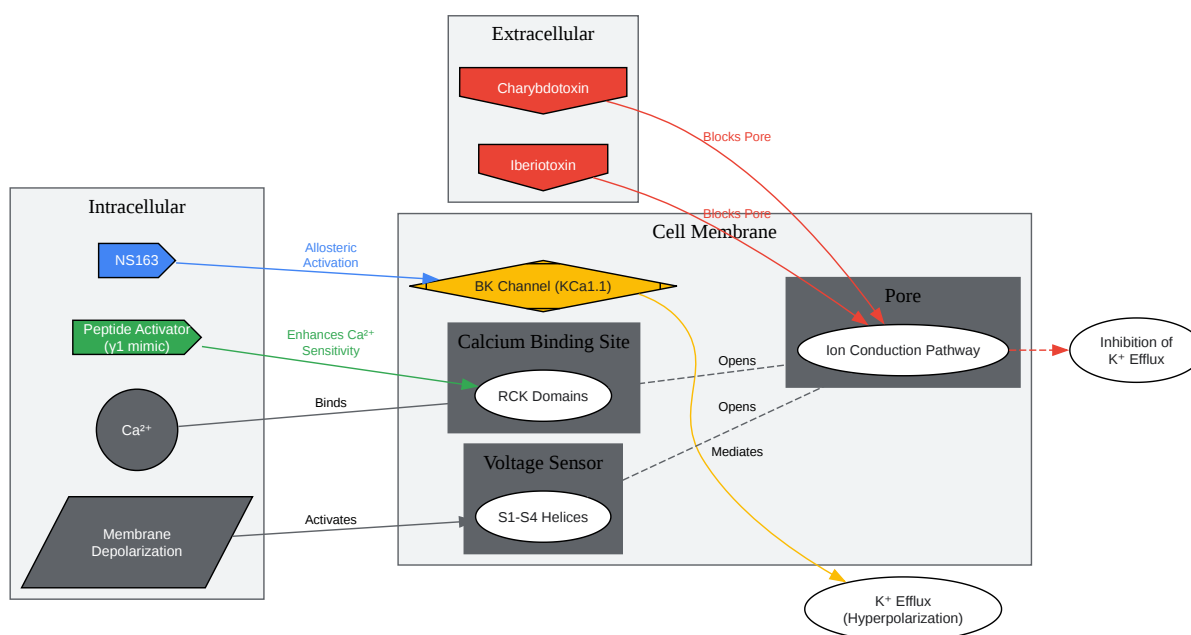 Extracellular
Charybdotoxin
Iberiotoxin
Blocks Pore
Blocks Pore
Intracellular
NS163
Peptide Activator
(γ1 mimic)
Ca²⁺
Membrane
Depolarization
Allosteric
Activation
Enhances Ca²⁺
Sensitivity
Binds
Activates
Cell Membrane
BK Channel (KCa1.1)
Calcium Binding Site
RCK Domains
Voltage Sensor
S1-S4 Helices
Opens
Opens
Mediates
Pore
Ion Conduction Pathway
Inhibition of
K⁺ Efflux
K⁺ Efflux
(Hyperpolarization)